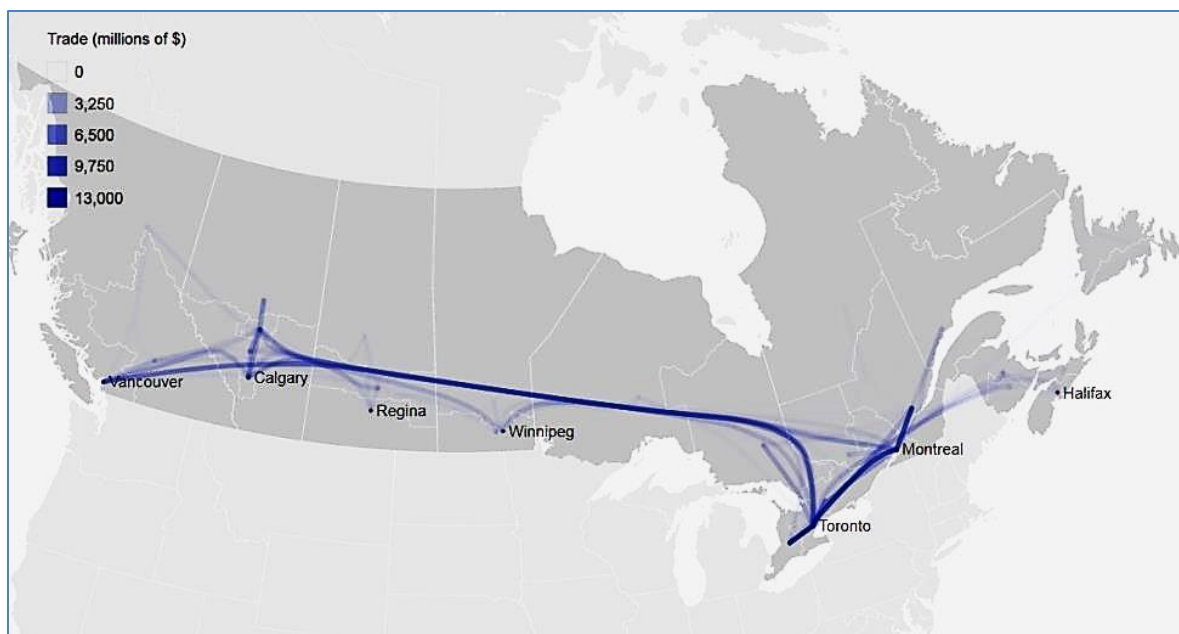 Trade (millions of $)
0
3,250
6,500
9,750
13,000
Vancouver
Calgary
Regina
Winnipeg
Halifax
Montreal
Toronto